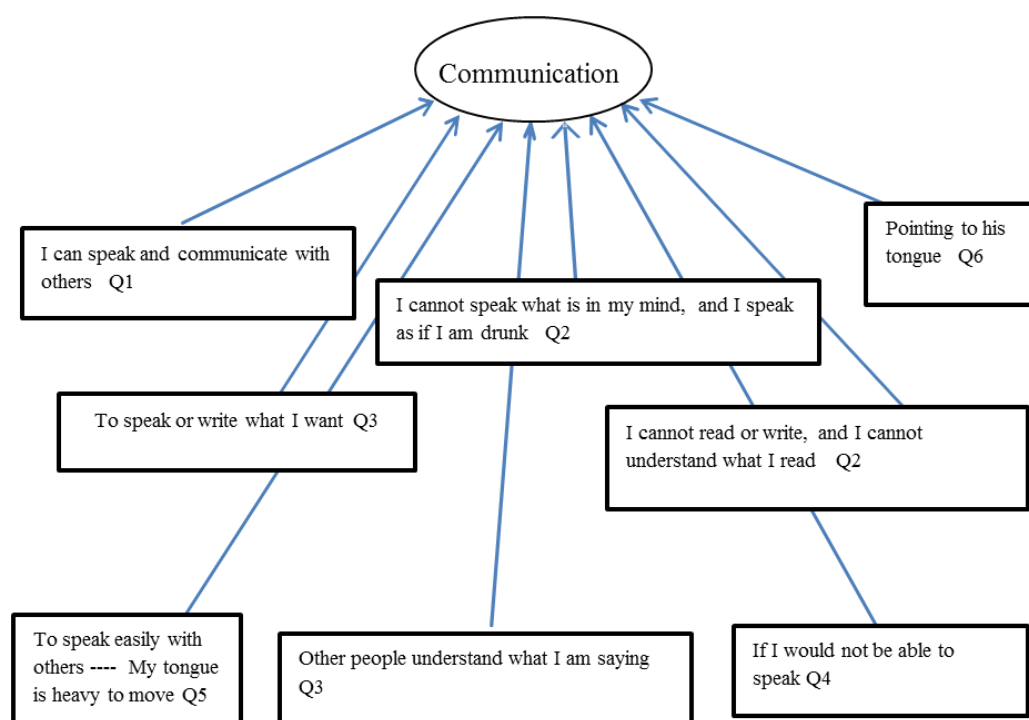 Communication
I can speak and communicate with
others Q1
Pointing to his
tongue Q6
I cannot speak what is in my mind, and I speak
as if I am drunk Q2
To speak or write what I want Q3
I cannot read or write, and I cannot
understand what I read Q2
To speak easily with
others ---- My tongue
is heavy to move Q5
Other people understand what I am saying
Q3
If I would not be able to
speak Q4